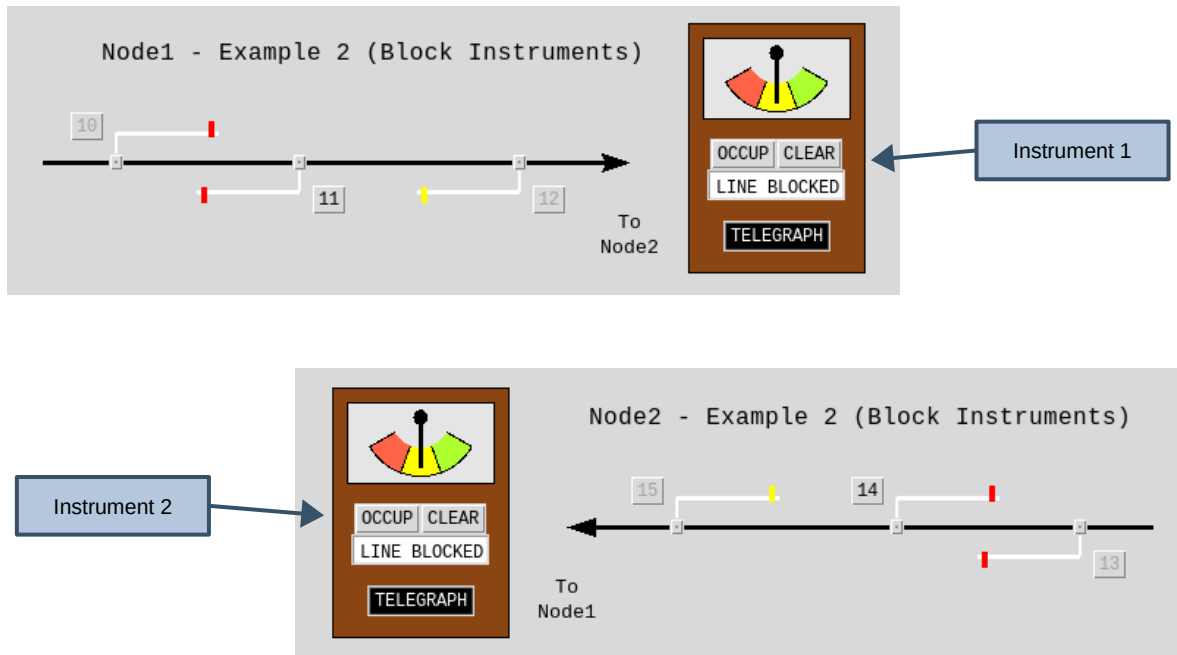 Node1 - Example 2 (Block Instruments)
10
11
12
To
Node2
OCCUP CLEAR
LINE BLOCKED
TELEGRAPH
Instrument 1
Instrument 2
OCCUP CLEAR
LINE BLOCKED
TELEGRAPH
Node2 - Example 2 (Block Instruments)
15
14
13
To
Node1